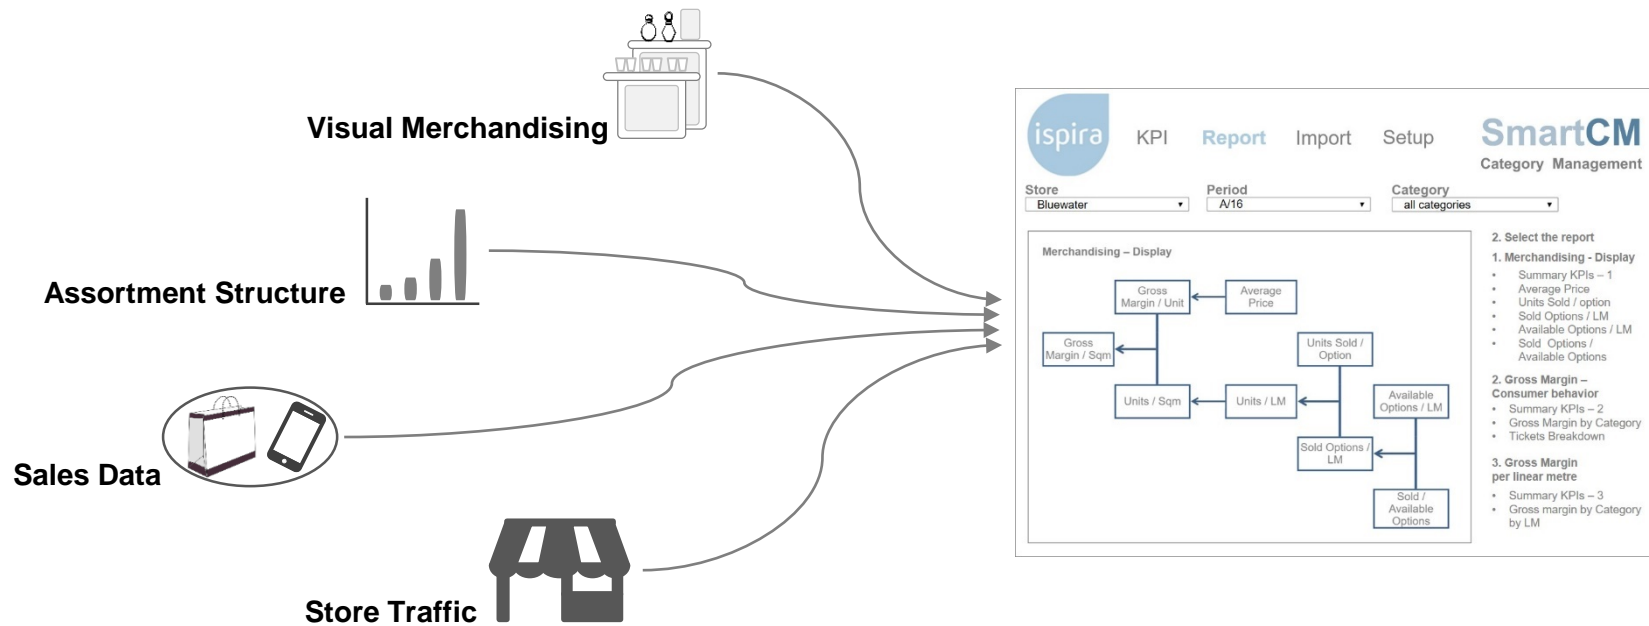 Visual Merchandising
Assortment Structure
Sales Data
Store Traffic
ispira
KPI Report Import Setup
SmartCM
Category Management
Store Period Category
Bluewater A/16 all categories
Merchandising – Display
Gross
Margin / Unit
Average
Price
Gross
Margin / Sqm
Units Sold /
Option
Units / Sqm
Units / LM
Available
Options / LM
Sold Options /
LM
Sold /
Available
Options
2. Select the report
1. Merchandising - Display
• Summary KPIs – 1
• Average Price
• Units Sold / option
• Sold Options / LM
• Available Options / LM
• Sold Options /
Available Options
2. Gross Margin –
Consumer behavior
• Summary KPIs – 2
• Gross Margin by Category
• Tickets Breakdown
3. Gross Margin
per linear metre
• Summary KPIs – 3
• Gross margin by Category
by LM